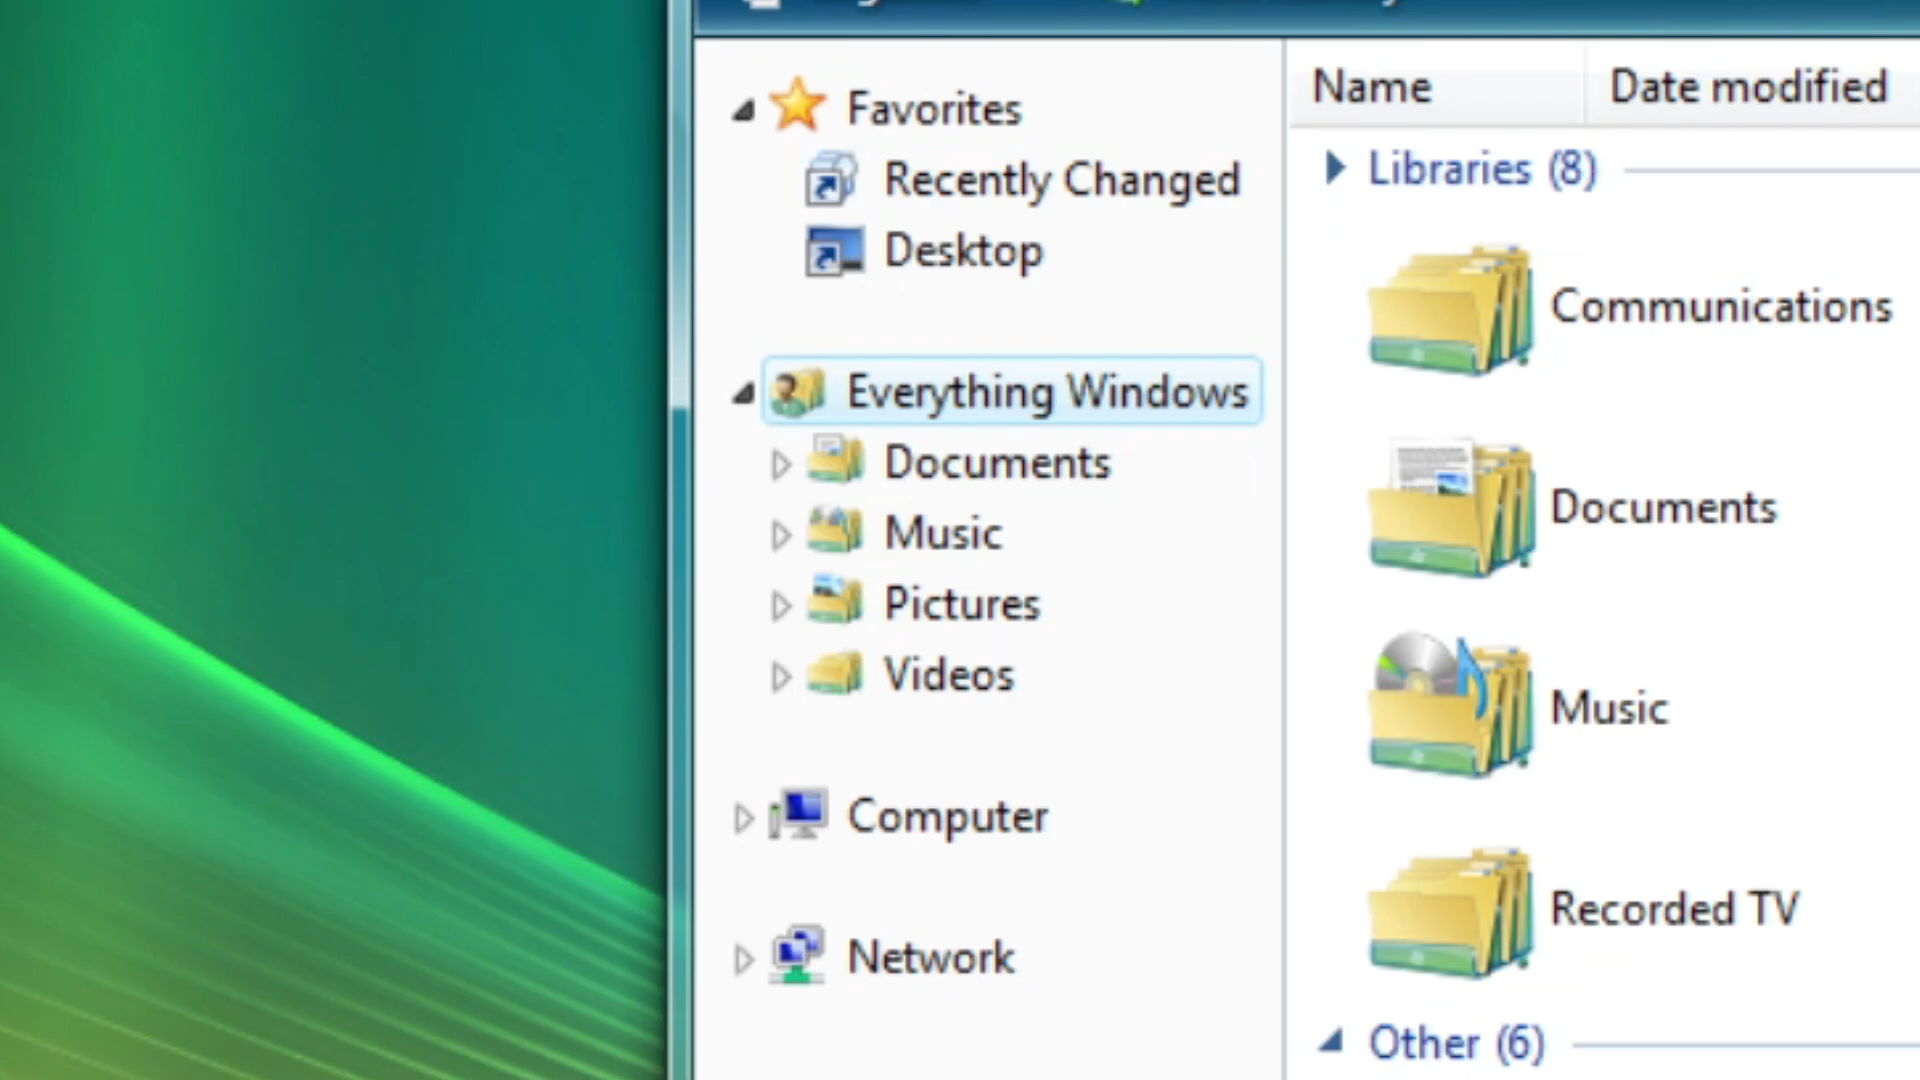 Favorites
Recently Changed
Desktop
Everything Windows
Documents
Music
Pictures
Videos
Computer
Network
Name
Date modified
Libraries (8)
Communications
Documents
Music
Recorded TV
Other (6)